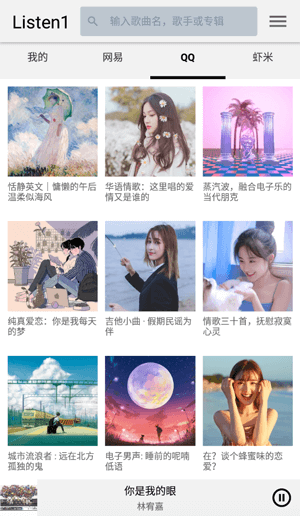 Listen1
输入歌曲名，歌手或专辑
我的
网易
QQ
虾米
恬静英文｜慵懒的午后
温柔似海风
华语情歌：这里唱的爱
情又是谁的
蒸汽波，融合电子乐的
当代朋克
纯真爱恋：你是我每天
的梦
吉他小曲 · 假期民谣为
伴
情歌三十首，抚慰寂寞
心灵
城市流浪者 : 远在北方
孤独的鬼
电子男声: 睡前的呢喃
低语
在？谈个蜂蜜味的恋
爱?
你是我的眼
林宥嘉